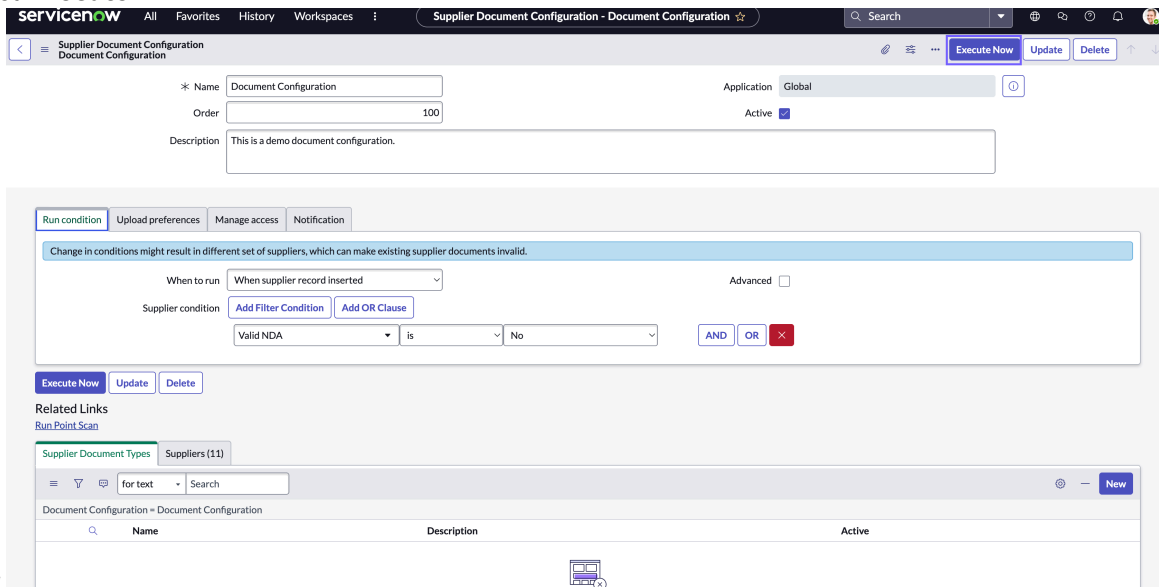 servicenow All Favorites History Workspaces Supplier Document Configuration - Document Configuration Search
Supplier Document Configuration
Document Configuration
Execute Now Update Delete
Name Document Configuration Application Global
Order 100 Active
Description This is a demo document configuration.
Run condition Upload preferences Manage access Notification
Change in conditions might result in different set of suppliers, which can make existing supplier documents invalid.
When to run When supplier record inserted Advanced
Supplier condition Add Filter Condition Add OR Clause
Valid NDA is No AND OR
Execute Now Update Delete
Related Links
Run Point Scan
Supplier Document Types Suppliers (11)
for text Search New
Document Configuration = Document Configuration
Name Description Active